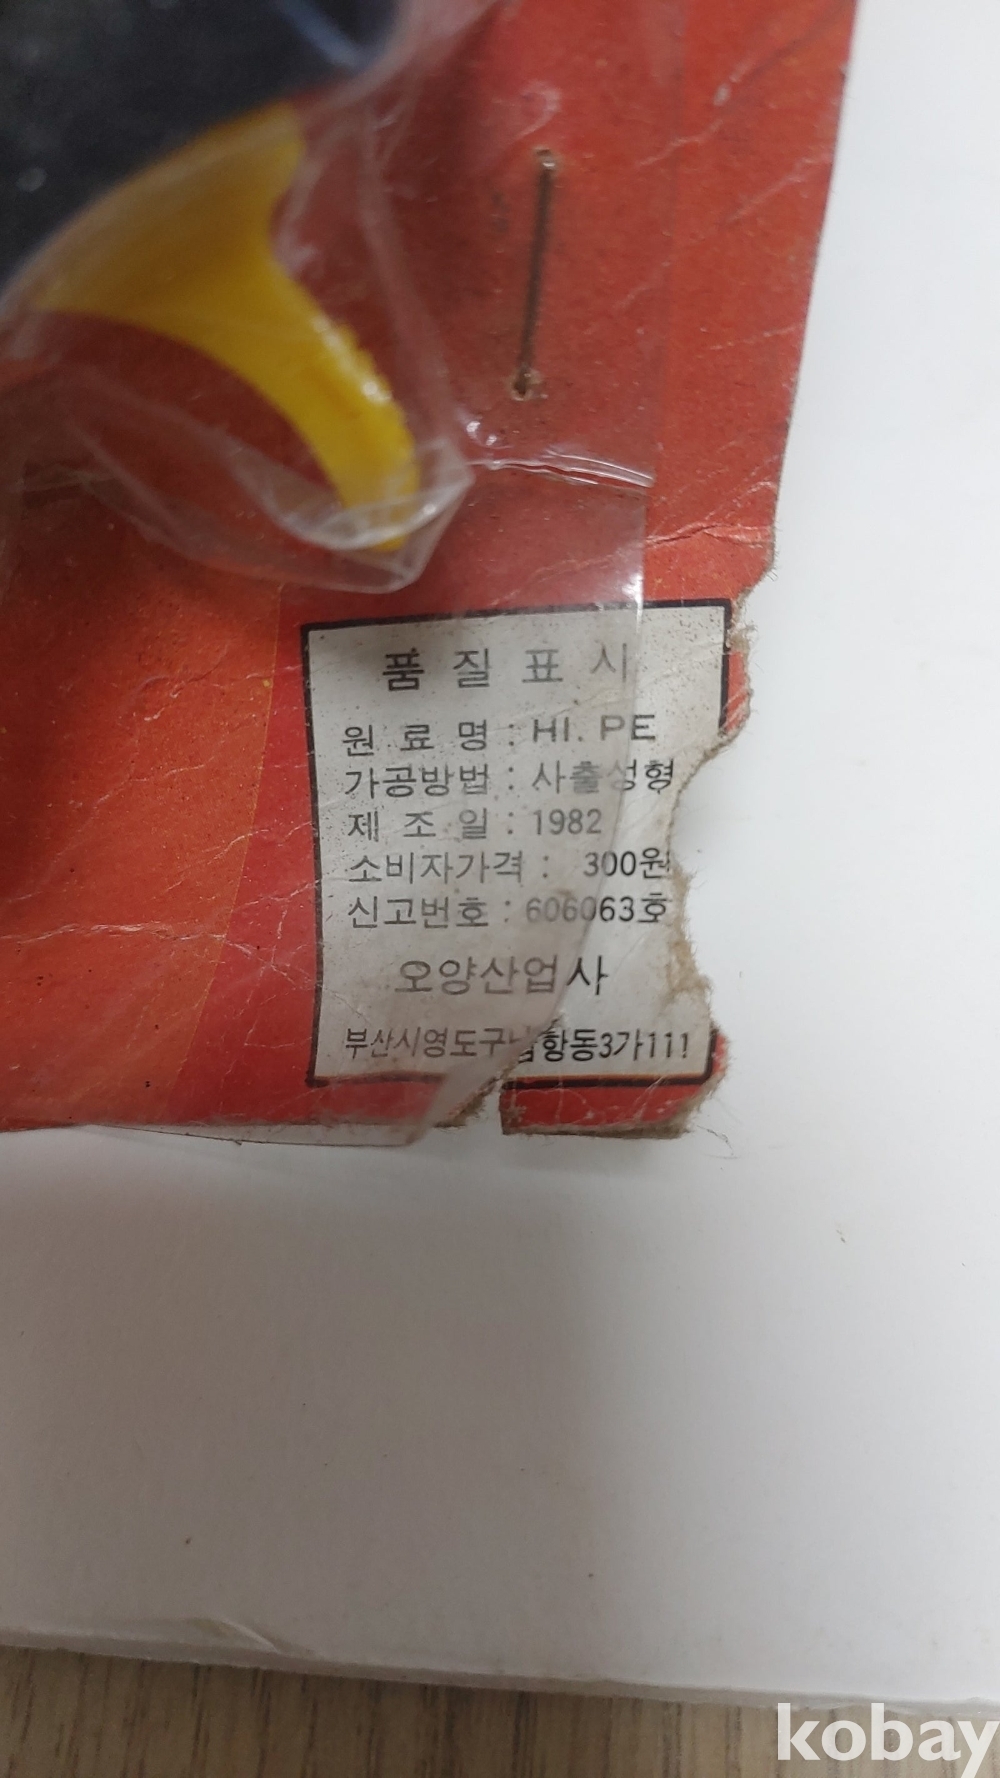 품 질 표 시
원 료 명 : HI. PE
가공방법 : 사출성형
제 조 일 : 1982
소비자가격 : 300원
신고번호 : 606063호
오양산업사
부산시영도구남항동3가111
kobay